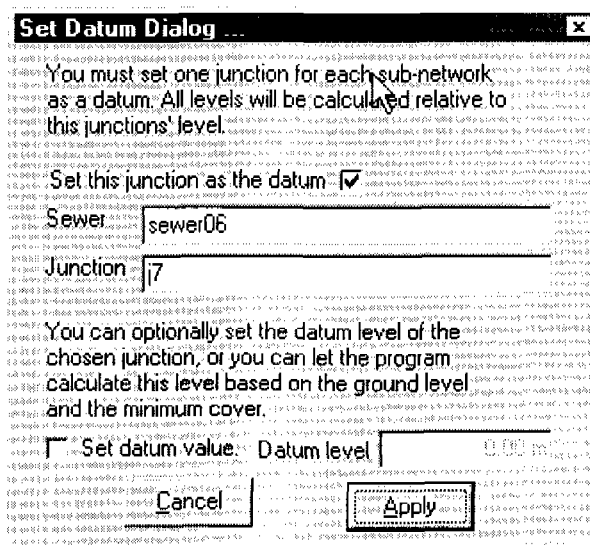 Set Datum Dialog ...
You must set one junction for each sub-network
as a datum. All levels will be calculated relative to
this junctions' level.
Set this junction as the datum
Sewer sewer06
Junction j7
You can optionally set the datum level of the
chosen junction, or you can let the program
calculate this level based on the ground level
and the minimum cover.
Set datum value. Datum level 0.00 m
Cancel Apply